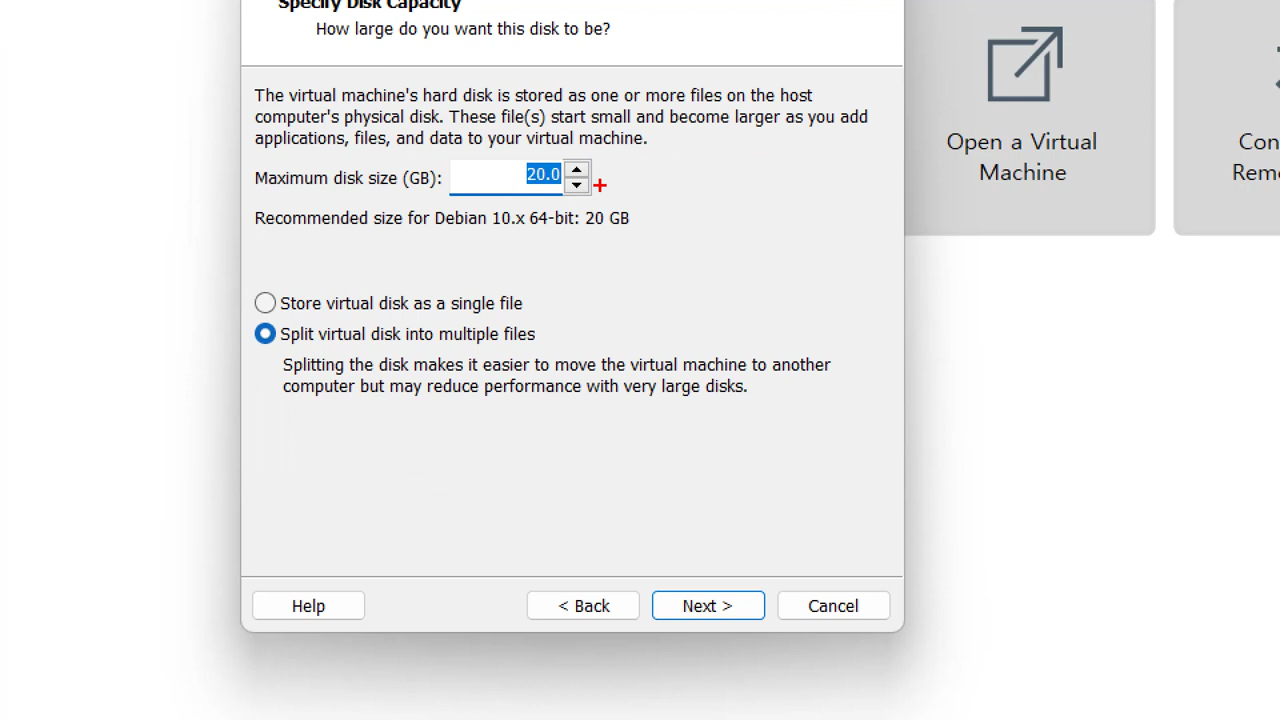 Specify Disk Capacity
How large do you want this disk to be?
The virtual machine's hard disk is stored as one or more files on the host
computer's physical disk. These file(s) start small and become larger as you add
applications, files, and data to your virtual machine.
Maximum disk size (GB): 20.0
Recommended size for Debian 10.x 64-bit: 20 GB
Store virtual disk as a single file
Split virtual disk into multiple files
Splitting the disk makes it easier to move the virtual machine to another
computer but may reduce performance with very large disks.
Help < Back Next > Cancel
Open a Virtual
Machine